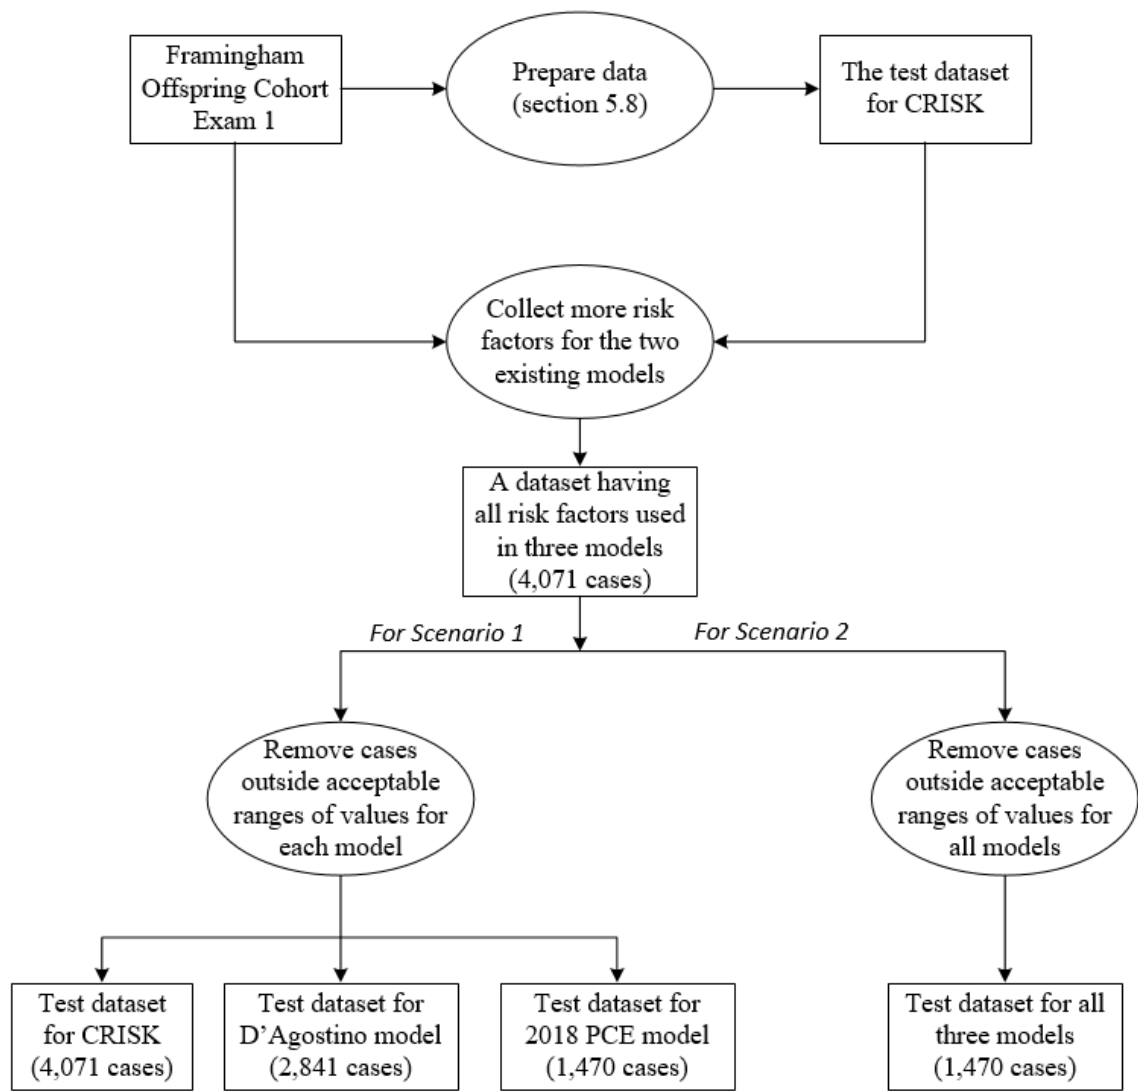 Framingham
Offspring Cohort
Exam 1
Prepare data
(section 5.8)
The test dataset
for CRISK
Collect more risk
factors for the two
existing models
A dataset having
all risk factors used
in three models
(4,071 cases)
For Scenario 1
For Scenario 2
Remove cases
outside acceptable
ranges of values for
each model
Remove cases
outside acceptable
ranges of values for
all models
Test dataset
for CRISK
(4,071 cases)
Test dataset for
D’Agostino model
(2,841 cases)
Test dataset for
2018 PCE model
(1,470 cases)
Test dataset for all
three models
(1,470 cases)